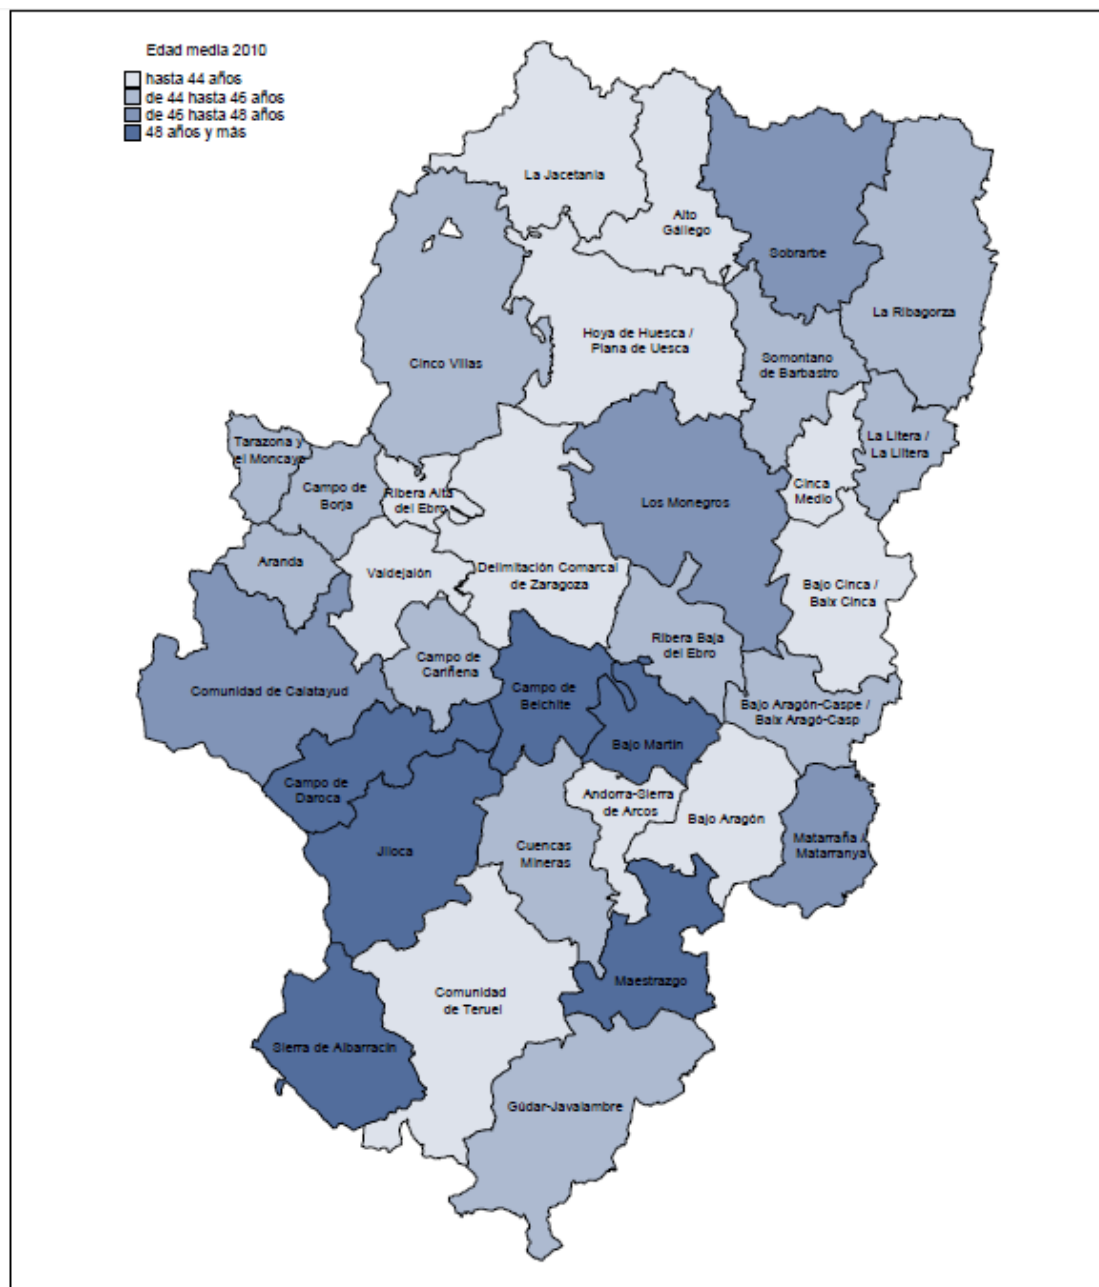 Edad media 2010
hasta 44 años
de 44 hasta 46 años
de 46 hasta 48 años
48 años y más
La Jacetania
Alto
Gállego
Sobrarbe
La Ribagorza
Hoya de Huesca /
Plana de Uesca
Cinco Villas
Somontano
de Barbastro
La Litera /
La Llitera
Tarazona y
el Moncayo
Campo de
Borja
Ribera Alta
del Ebro
Los Monegros
Cinca
Medio
Aranda
Valdejalón
Delimitación Comarcal
de Zaragoza
Bajo Cinca /
Baix Cinca
Ribera Baja
del Ebro
Campo de
Cariñena
Comunidad de Calatayud
Campo de
Belchite
Bajo Aragón-Caspe /
Baix Aragó-Casp
Bajo Martín
Campo de
Daroca
Andorra-Sierra
de Arcos
Bajo Aragón
Matarraña /
Matarranya
Jiloca
Cuencas
Mineras
Maestrazgo
Comunidad
de Teruel
Sierra de Albarracín
Gúdar-Javalambre